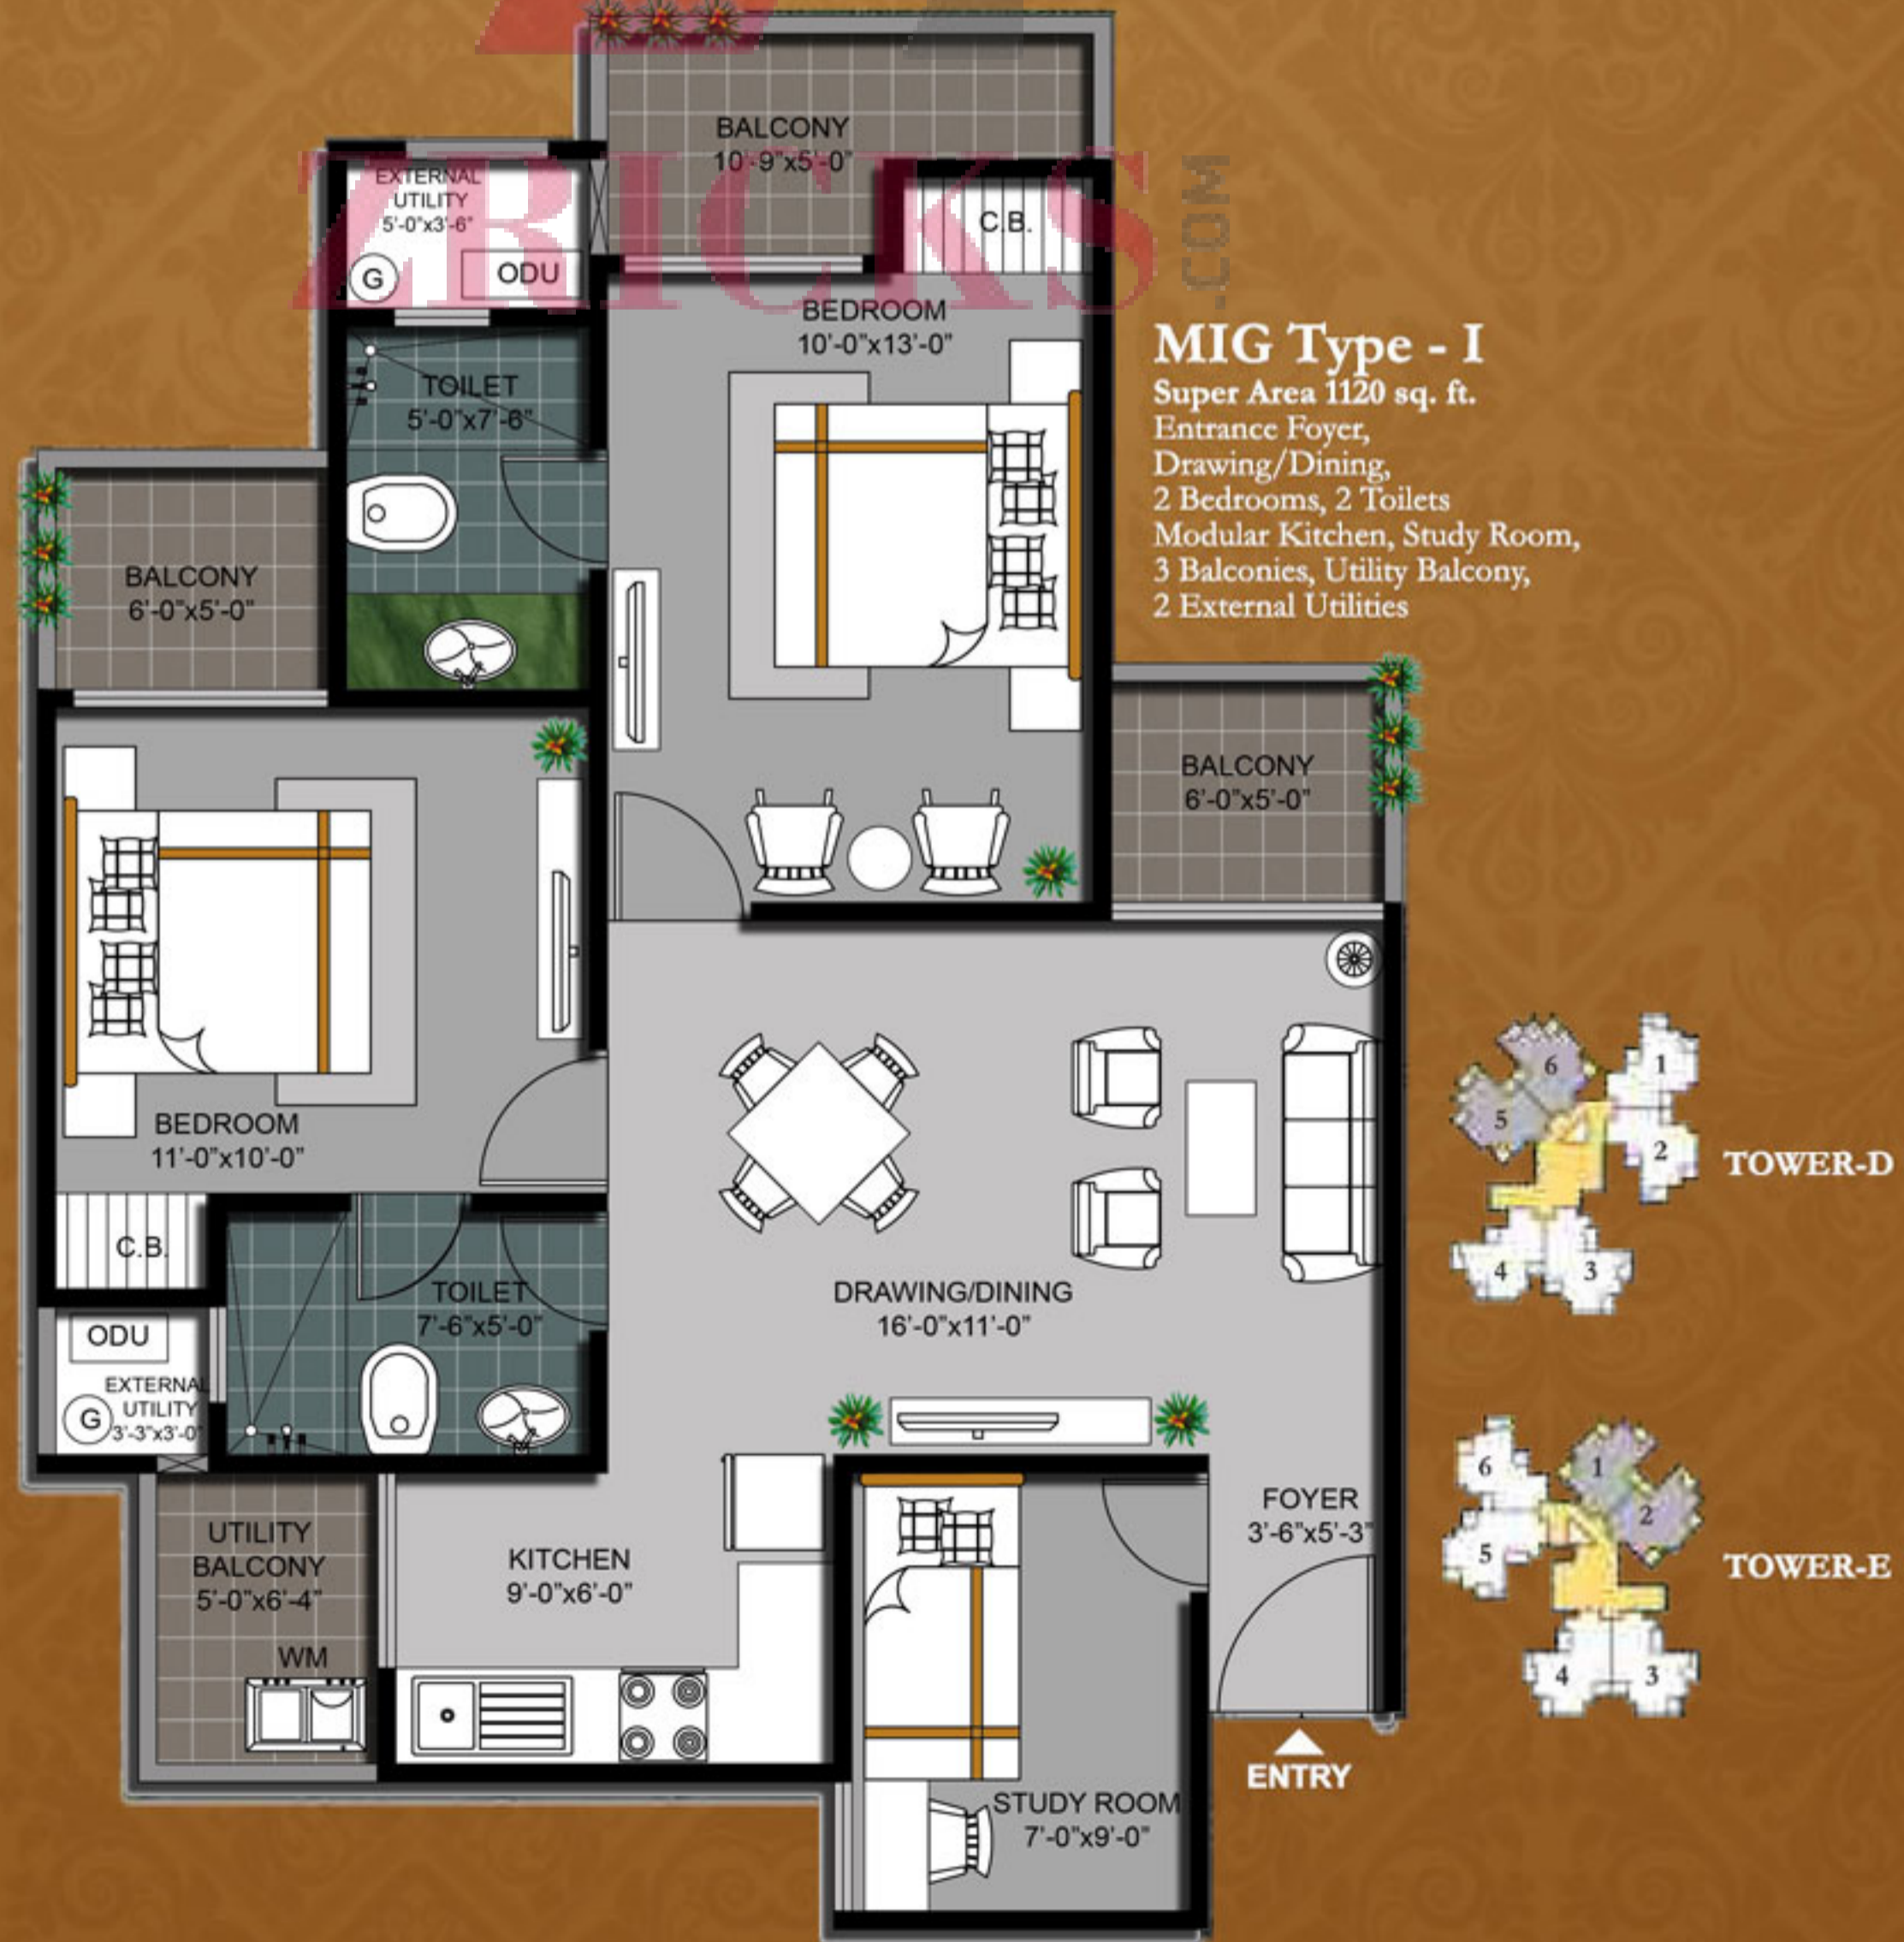 BALCONY
10'-9"x5'-0"
EXTERNAL
UTILITY
5'-0"x3'-6"
G
ODU
C.B.
ZRICKS
.COM
BEDROOM
10'-0"x13'-0"
TOILET
5'-0"x7'-6"
MIG Type - I
Super Area 1120 sq. ft.
Entrance Foyer,
Drawing/Dining,
2 Bedrooms, 2 Toilets
Modular Kitchen, Study Room,
3 Balconies, Utility Balcony,
2 External Utilities
BALCONY
6'-0"x5'-0"
BALCONY
6'-0"x5'-0"
BEDROOM
11'-0"x10'-0"
C.B.
TOILET
7'-6"x5'-0"
DRAWING/DINING
16'-0"x11'-0"
ODU
EXTERNAL
UTILITY
G
3'-3"x3'-0"
UTILITY
BALCONY
5'-0"x6'-4"
WM
KITCHEN
9'-0"x6'-0"
FOYER
3'-6"x5'-3"
STUDY ROOM
7'-0"x9'-0"
ENTRY
6
1
5
2
4
3
TOWER-D
6
1
2
5
4
3
TOWER-E